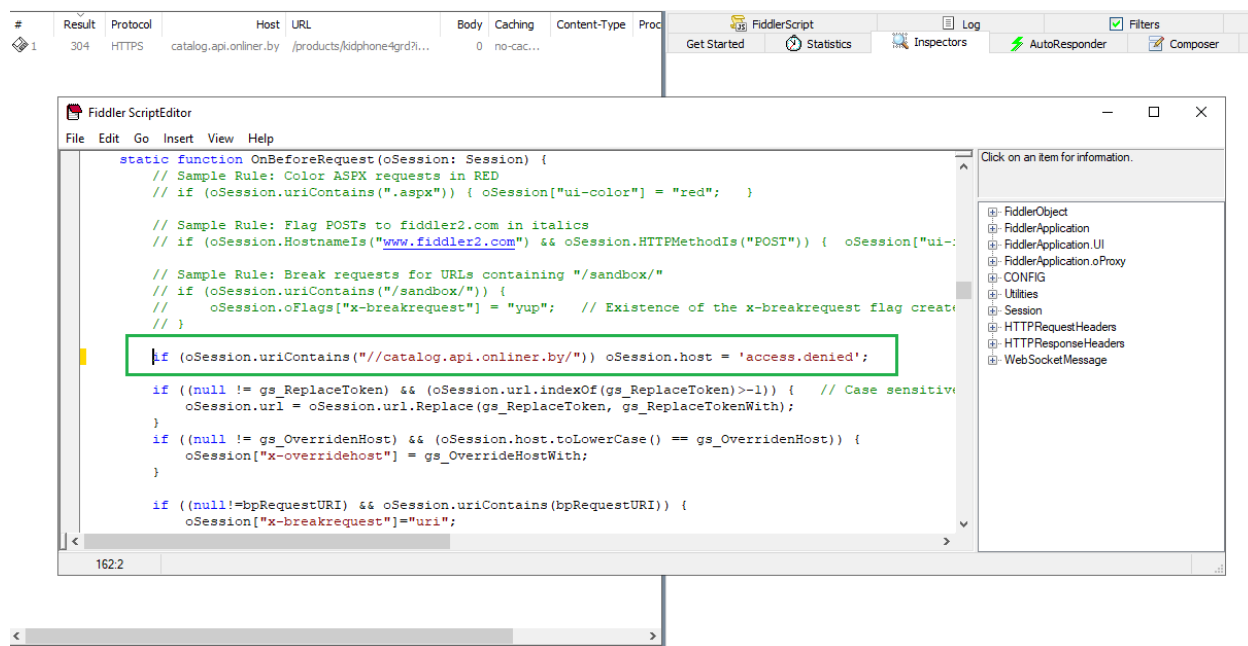 # Result Protocol Host URL Body Caching Content-Type Proc
1 304 HTTPS catalog.api.onliner.by /products/kidphone4grd?i... 0 no-cac...
FiddlerScript Log Filters
Get Started Statistics Inspectors AutoResponder Composer
Fiddler ScriptEditor
File Edit Go Insert View Help
static function OnBeforeRequest(oSession: Session) {
// Sample Rule: Color ASPX requests in RED
// if (oSession.uriContains(".aspx")) { oSession["ui-color"] = "red"; }
// Sample Rule: Flag POSTs to fiddler2.com in italics
// if (oSession.HostnameIs("www.fiddler2.com") && oSession.HTTPMethodIs("POST")) { oSession["ui-
// Sample Rule: Break requests for URLs containing "/sandbox/"
// if (oSession.uriContains("/sandbox/")) {
// oSession.oFlags["x-breakrequest"] = "yup"; // Existence of the x-breakrequest flag create
// }
if (oSession.uriContains("//catalog.api.onliner.by/")) oSession.host = 'access.denied';
if ((null != gs_ReplaceToken) && (oSession.url.indexOf(gs_ReplaceToken)>-1)) { // Case sensitive
oSession.url = oSession.url.Replace(gs_ReplaceToken, gs_ReplaceTokenWith);
}
if ((null != gs_OverridenHost) && (oSession.host.toLowerCase() == gs_OverridenHost)) {
oSession["x-overridehost"] = gs_OverrideHostWith;
}
if ((null!=bpRequestURI) && oSession.uriContains(bpRequestURI)) {
oSession["x-breakrequest"]="uri";
162:2
Click on an item for information.
FiddlerObject
FiddlerApplication
FiddlerApplication.UI
FiddlerApplication.oProxy
CONFIG
Utilities
Session
HTTPRequestHeaders
HTTPResponseHeaders
WebSocketMessage